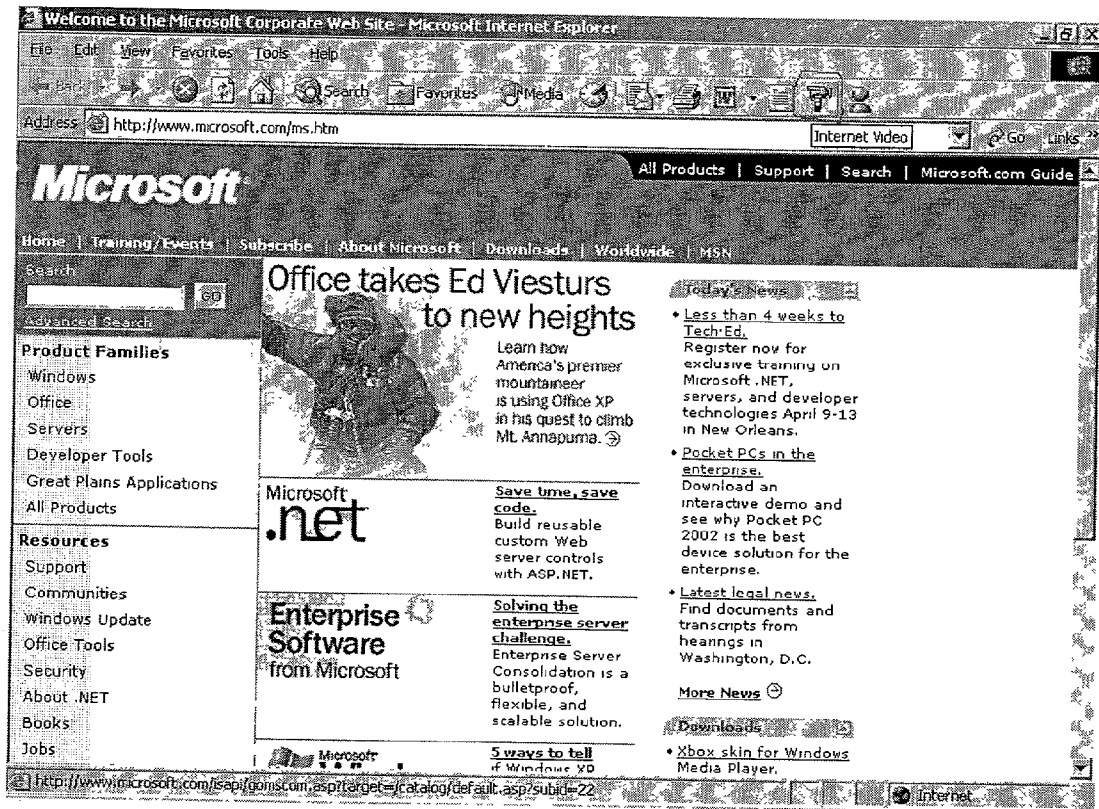 Welcome to the Microsoft Corporate Web Site - Microsoft Internet Explorer
File Edit View Favorites Tools Help
Back Search Favorites Media
Address http://www.microsoft.com/ms.htm Go Links »
Internet Video
Microsoft
All Products | Support | Search | Microsoft.com Guide
Home | Training/Events | Subscribe | About Microsoft | Downloads | Worldwide | MSN
Search
GO
Advanced Search
Product Families
Windows
Office
Servers
Developer Tools
Great Plains Applications
All Products
Resources
Support
Communities
Windows Update
Office Tools
Security
About .NET
Books
Jobs
Office takes Ed Viesturs
to new heights
Learn how
America's premier
mountaineer
is using Office XP
in his quest to climb
Mt. Annapurna.
Microsoft
.net
Save time, save
code.
Build reusable
custom Web
server controls
with ASP.NET.
Enterprise
Software
from Microsoft
Solving the
enterprise server
challenge.
Enterprise Server
Consolidation is a
bulletproof,
flexible, and
scalable solution.
Microsoft
5 ways to tell
if Windows XP
Today's News
Less than 4 weeks to
Tech·Ed.
Register now for
exclusive training on
Microsoft .NET,
servers, and developer
technologies April 9-13
in New Orleans.
Pocket PCs in the
enterprise.
Download an
interactive demo and
see why Pocket PC
2002 is the best
device solution for the
enterprise.
Latest legal news.
Find documents and
transcripts from
hearings in
Washington, D.C.
More News
Downloads
Xbox skin for Windows
Media Player.
http://www.microsoft.com/isapi/gomscom.asp?target=/catalog/default.asp?subid=22
Internet